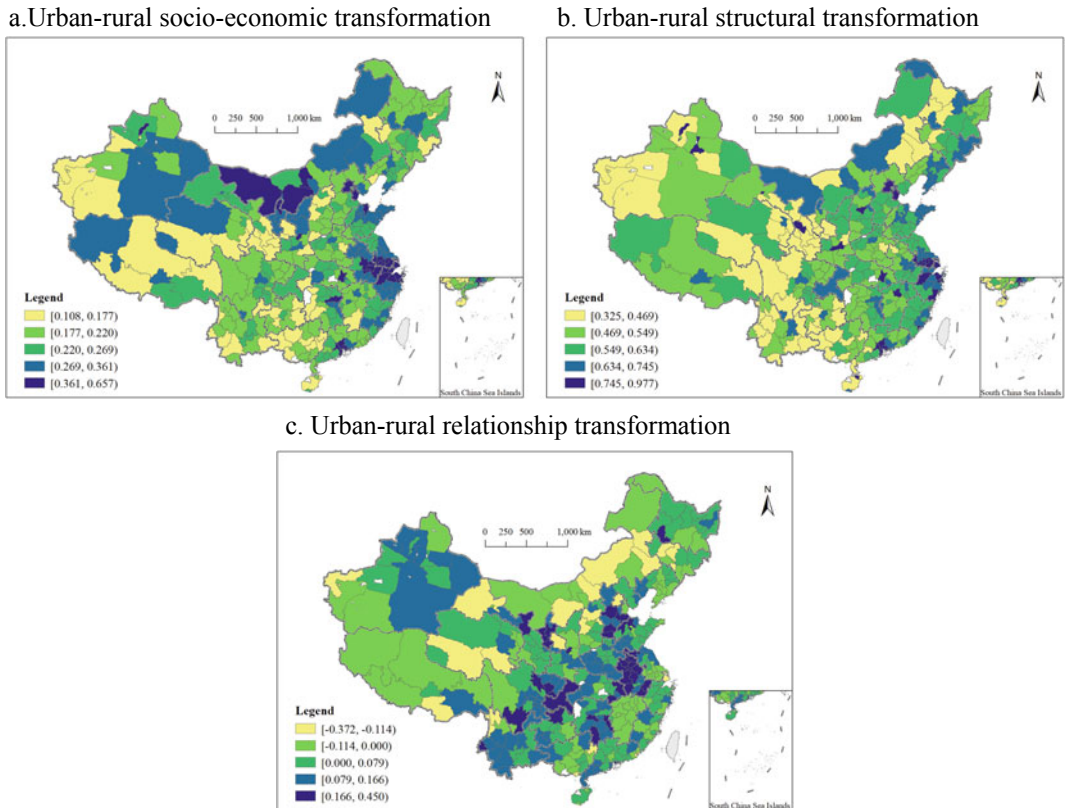 a.Urban-rural socio-economic transformation
b. Urban-rural structural transformation
N
0 250 500 1,000 km
Legend
[0.108, 0.177)
[0.177, 0.220)
[0.220, 0.269)
[0.269, 0.361)
[0.361, 0.657)
South China Sea Islands
N
0 250 500 1,000 km
Legend
[0.325, 0.469)
[0.469, 0.549)
[0.549, 0.634)
[0.634, 0.745)
[0.745, 0.977)
South China Sea Islands
c. Urban-rural relationship transformation
N
0 250 500 1,000 km
Legend
[-0.372, -0.114)
[-0.114, 0.000)
[0.000, 0.079)
[0.079, 0.166)
[0.166, 0.450)
South China Sea Islands